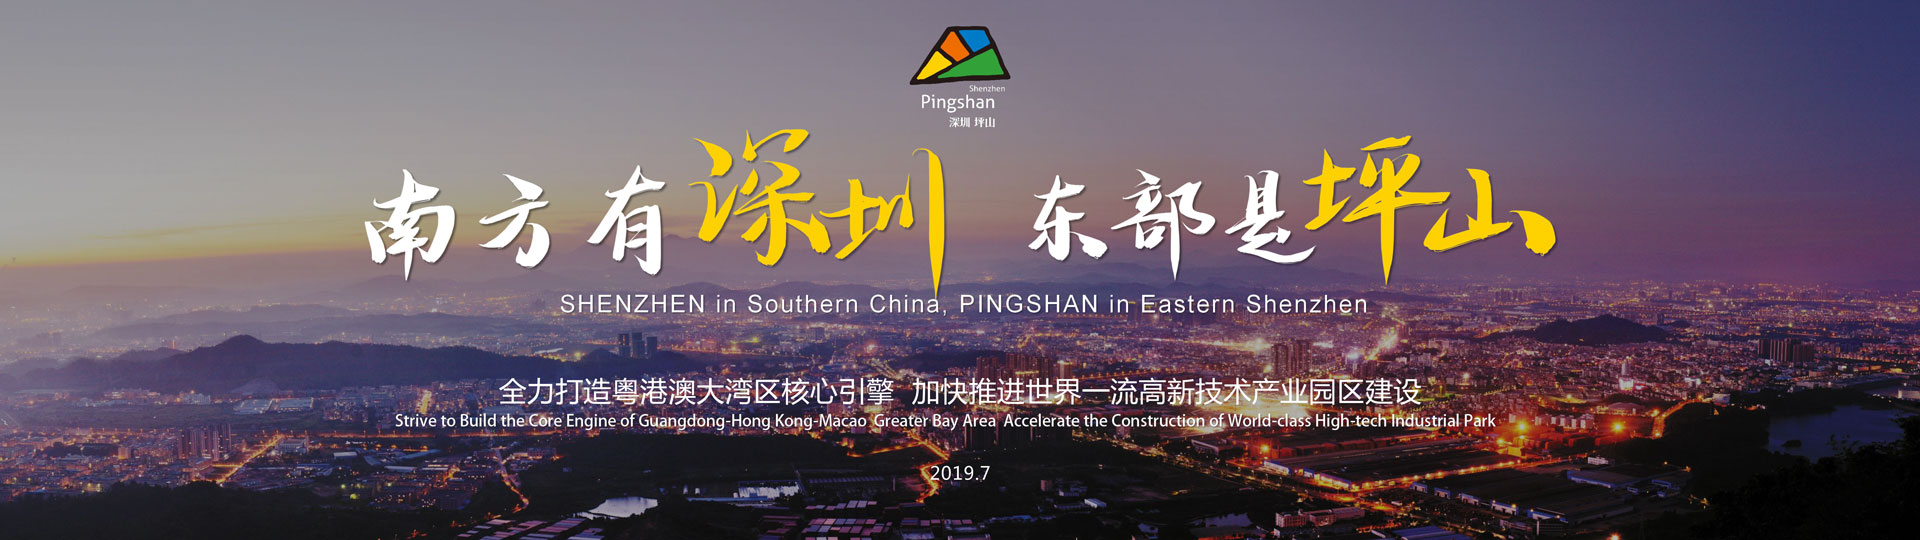 Shenzhen
Pingshan
深圳 坪山
南方有深圳 东部是坪山
SHENZHEN in Southern China, PINGSHAN in Eastern Shenzhen
全力打造粤港澳大湾区核心引擎 加快推进世界一流高新技术产业园区建设
Strive to Build the Core Engine of Guangdong-Hong Kong-Macao Greater Bay Area Accelerate the Construction of World-class High-tech Industrial Park
2019.7